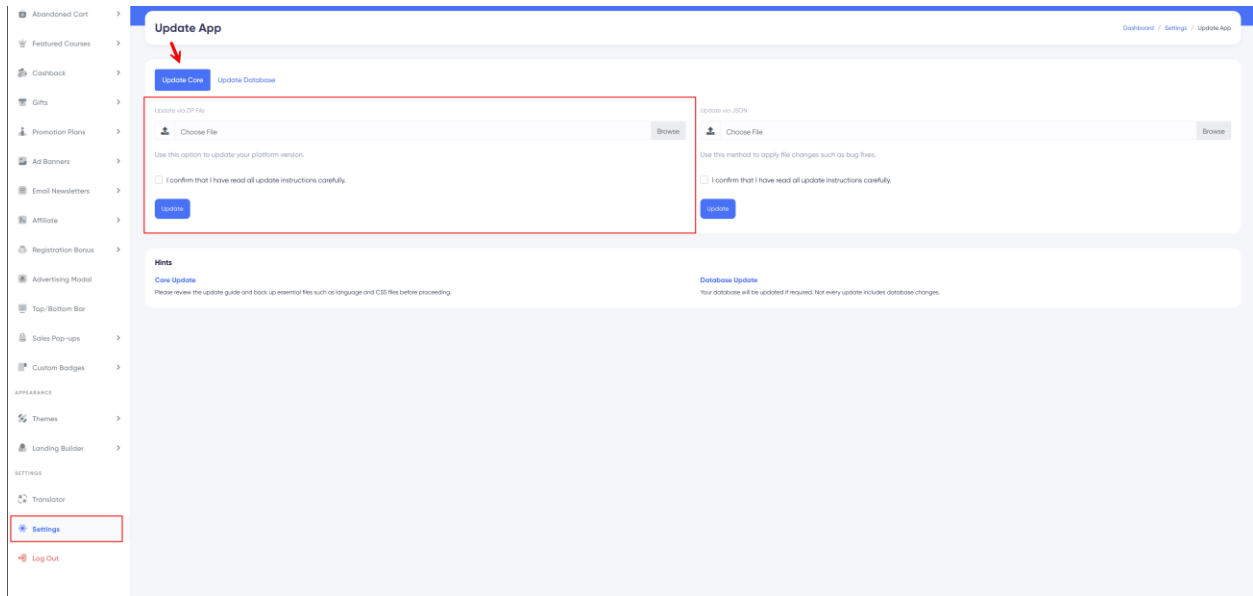 Abandoned Cart
Featured Courses
Cashback
Gifts
Promotion Plans
Ad Banners
Email Newsletters
Affiliate
Registration Bonus
Advertising Modal
Top/Bottom Bar
Sales Pop-ups
Custom Badges
APPEARANCE
Themes
Landing Builder
SETTINGS
Translator
Settings
Log Out
Update App
Dashboard / Settings / Update App
Update Core
Update Database
Update via ZIP File
Choose File
Browse
Use this option to update your platform version.
I confirm that I have read all update instructions carefully.
Update
Update via JSON
Choose File
Browse
Use this method to apply file changes such as bug fixes.
I confirm that I have read all update instructions carefully.
Update
Hints
Core Update
Please review the update guide and back up essential files such as language and CSS files before proceeding.
Database Update
Your database will be updated if required. Not every update includes database changes.